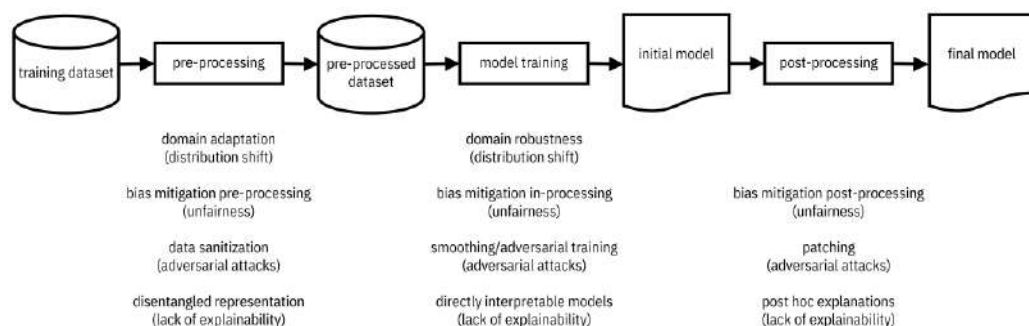 training dataset
pre-processing
pre-processed
dataset
model training
initial model
post-processing
final model
domain adaptation
(distribution shift)
domain robustness
(distribution shift)
bias mitigation pre-processing
(unfairness)
bias mitigation in-processing
(unfairness)
bias mitigation post-processing
(unfairness)
data sanitization
(adversarial attacks)
smoothing/adversarial training
(adversarial attacks)
patching
(adversarial attacks)
disentangled representation
(lack of explainability)
directly interpretable models
(lack of explainability)
post hoc explanations
(lack of explainability)